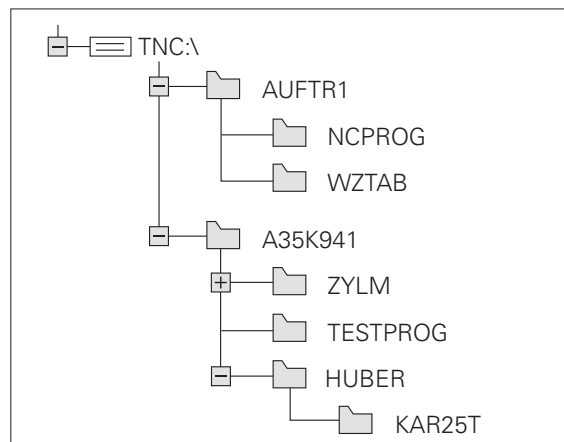 TNC:\
AUFTR1
NCPROG
WZTAB
A35K941
ZYLM
TESTPROG
HUBER
KAR25T